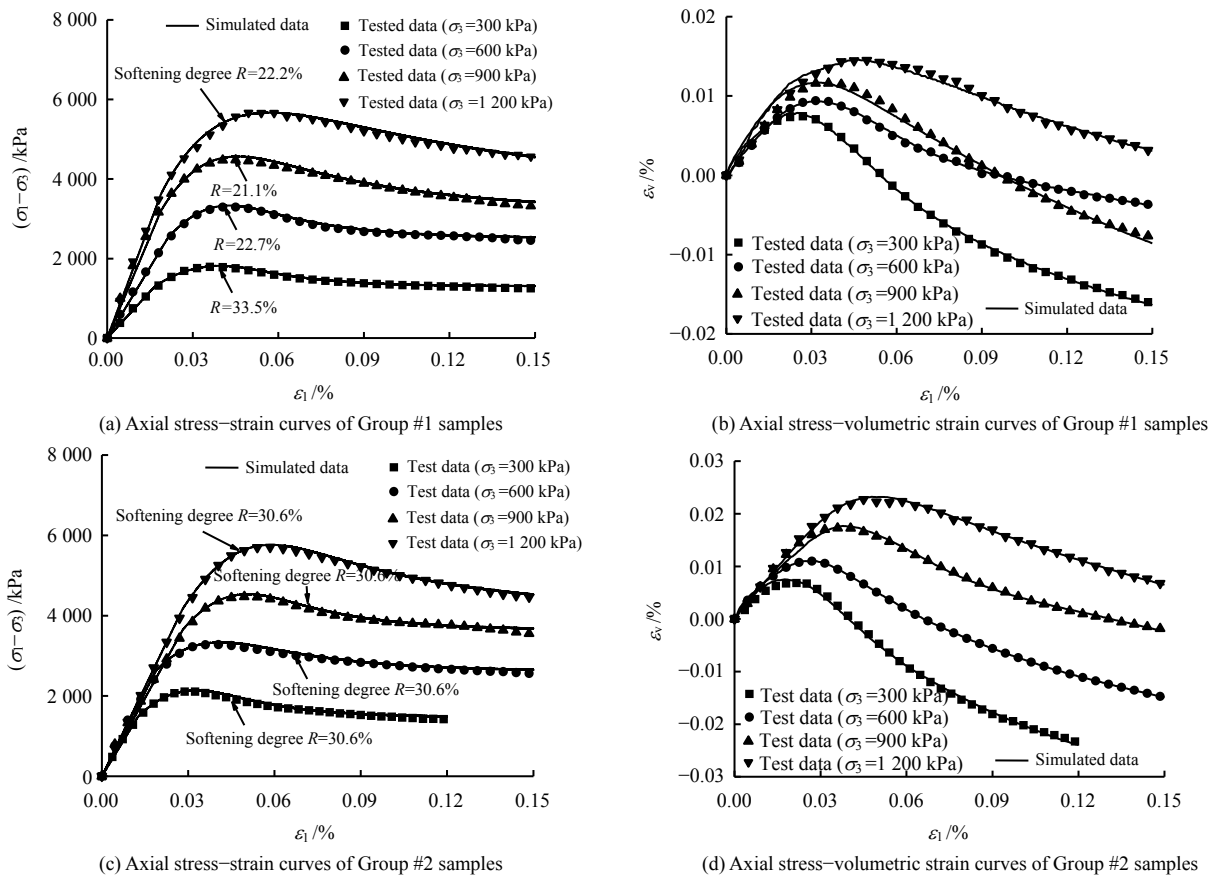 8 000
6 000
4 000
2 000
0
(σ1−σ3) /kPa
Simulated data
Tested data (σ3=300 kPa)
Tested data (σ3=600 kPa)
Tested data (σ3=900 kPa)
Tested data (σ3=1 200 kPa)
Softening degree R=22.2%
R=21.1%
R=22.7%
R=33.5%
0.00 0.03 0.06 0.09 0.12 0.15
ε1/%
(a) Axial stress−strain curves of Group #1 samples
0.02
0.01
0.00
−0.01
−0.02
εv/%
Tested data (σ3=300 kPa)
Tested data (σ3=600 kPa)
Tested data (σ3=900 kPa)
Tested data (σ3=1 200 kPa)
Simulated data
0.00 0.03 0.06 0.09 0.12 0.15
ε1/%
(b) Axial stress−volumetric strain curves of Group #1 samples
8 000
6 000
4 000
2 000
0
(σ1−σ3) /kPa
Simulated data
Test data (σ3=300 kPa)
Test data (σ3=600 kPa)
Test data (σ3=900 kPa)
Test data (σ3=1 200 kPa)
Softening degree R=30.6%
Softening degree R=30.6%
Softening degree R=30.6%
Softening degree R=30.6%
0.00 0.03 0.06 0.09 0.12 0.15
ε1/%
(c) Axial stress−strain curves of Group #2 samples
0.03
0.02
0.01
0.00
−0.01
−0.02
−0.03
εv/%
Test data (σ3=300 kPa)
Test data (σ3=600 kPa)
Test data (σ3=900 kPa)
Test data (σ3=1 200 kPa)
Simulated data
0.00 0.03 0.06 0.09 0.12 0.15
ε1/%
(d) Axial stress−volumetric strain curves of Group #2 samples